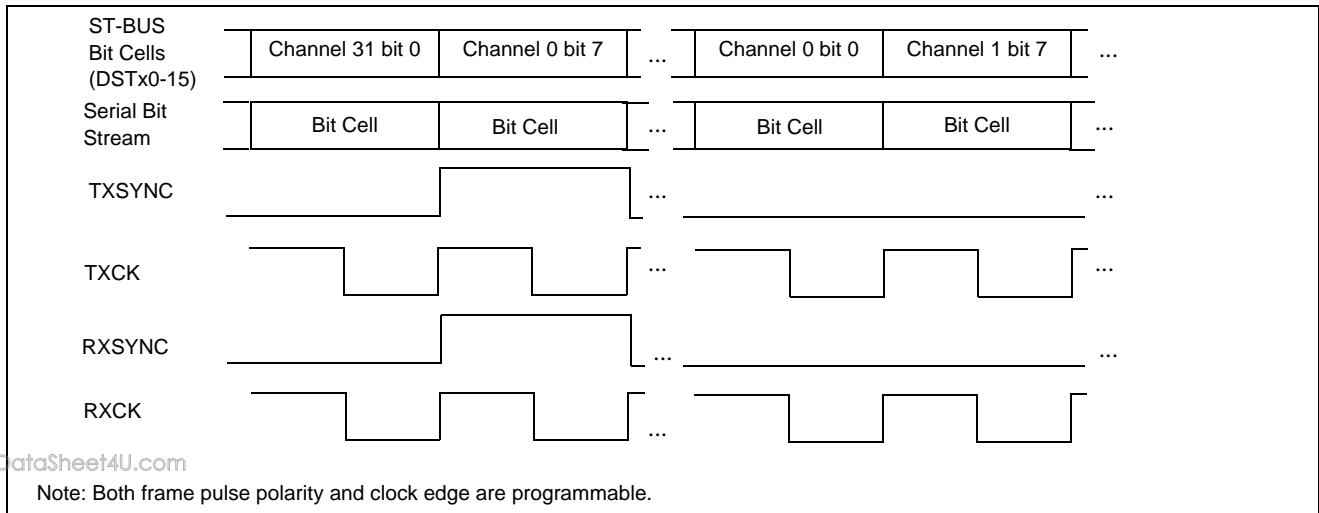 ST-BUS
Bit Cells
(DSTx0-15)
Channel 31 bit 0
Channel 0 bit 7
...
Channel 0 bit 0
Channel 1 bit 7
...
Serial Bit
Stream
Bit Cell
Bit Cell
...
Bit Cell
Bit Cell
...
TXSYNC
...
...
TXCK
...
...
RXSYNC
...
...
RXCK
...
DataSheet4U.com
Note: Both frame pulse polarity and clock edge are programmable.